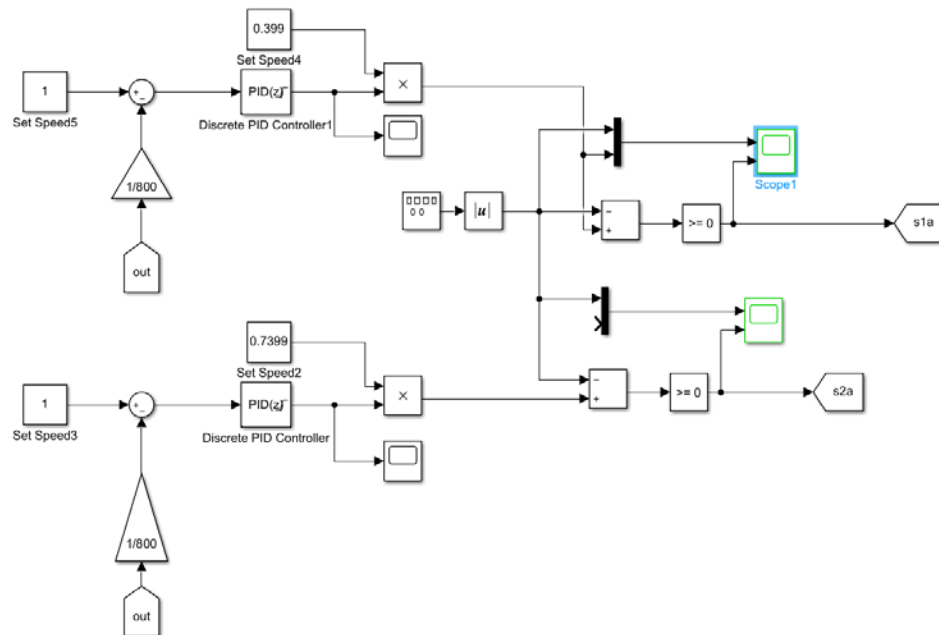 0.399
Set Speed4
1
Set Speed5
+
-
PID(z)
Discrete PID Controller1
×
1/800
out
|u|
Scope1
-
+
>= 0
s1a
0.7399
Set Speed2
1
Set Speed3
+
-
PID(z)
Discrete PID Controller
×
-
+
>= 0
s2a
1/800
out